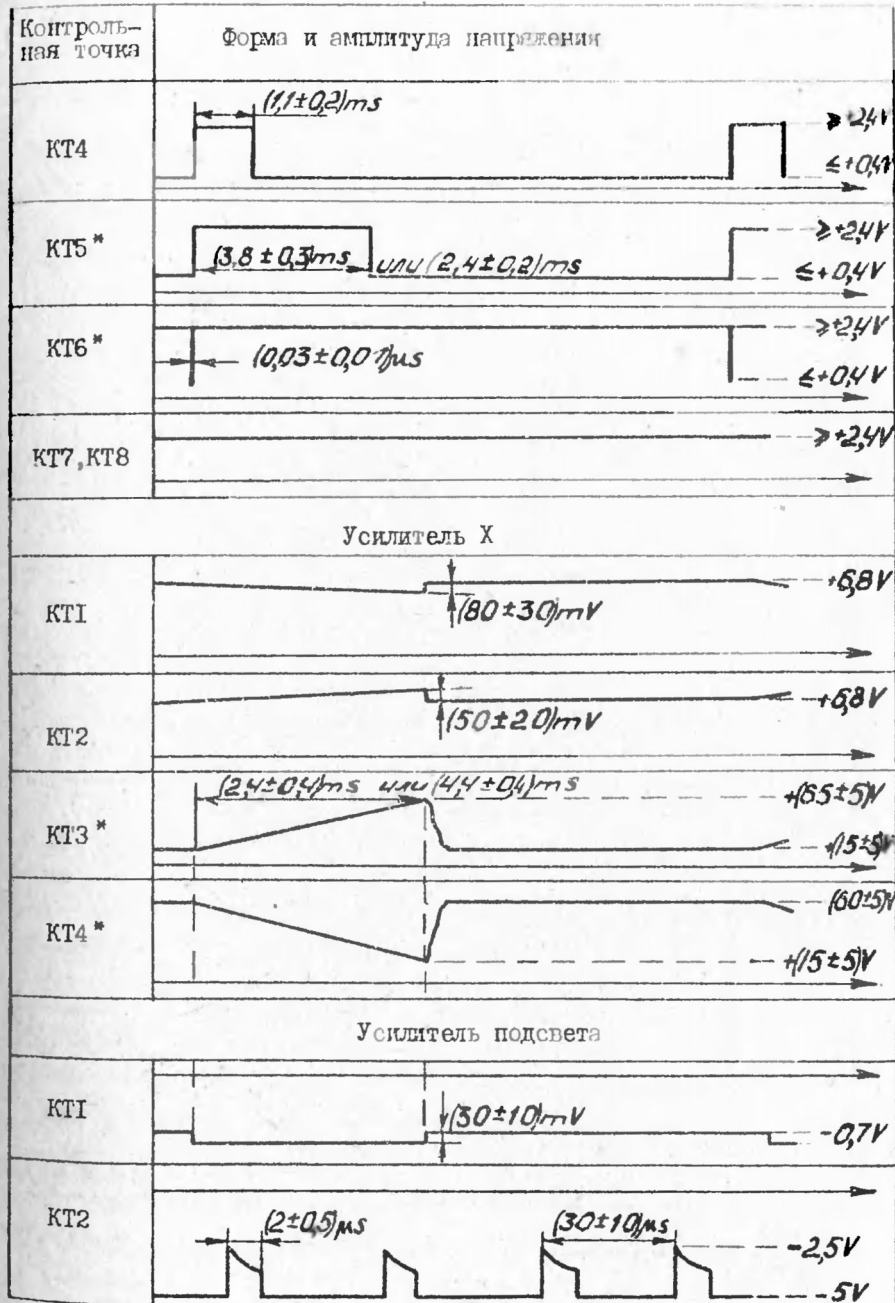 Контроль-
ная точка
Форма и амплитуда напряжения
КТ4
(1,1±0,2)ms
≥ 2,4V
≤+0,4V
КТ5*
(3,8 ± 0,3)ms или (2,4±0,2)ms
≥+2,4V
≤+0,4V
КТ6*
(0,03±0,01)µs
≥+2,4V
≤+0,4V
КТ7,КТ8
≥+2,4V
Усилитель X
КТ1
(80±30)mV
+6,8V
КТ2
(50±20)mV
+6,8V
КТ3*
(2,4±0,4)ms или (4,4±0,4)ms
+(65±5)V
+(15±5)V
КТ4*
(60±5)V
+(15±5)V
Усилитель подсвета
КТ1
(30±10)mV
-0,7V
КТ2
(2±0,5)µs
(30±10)µs
-2,5V
-5V